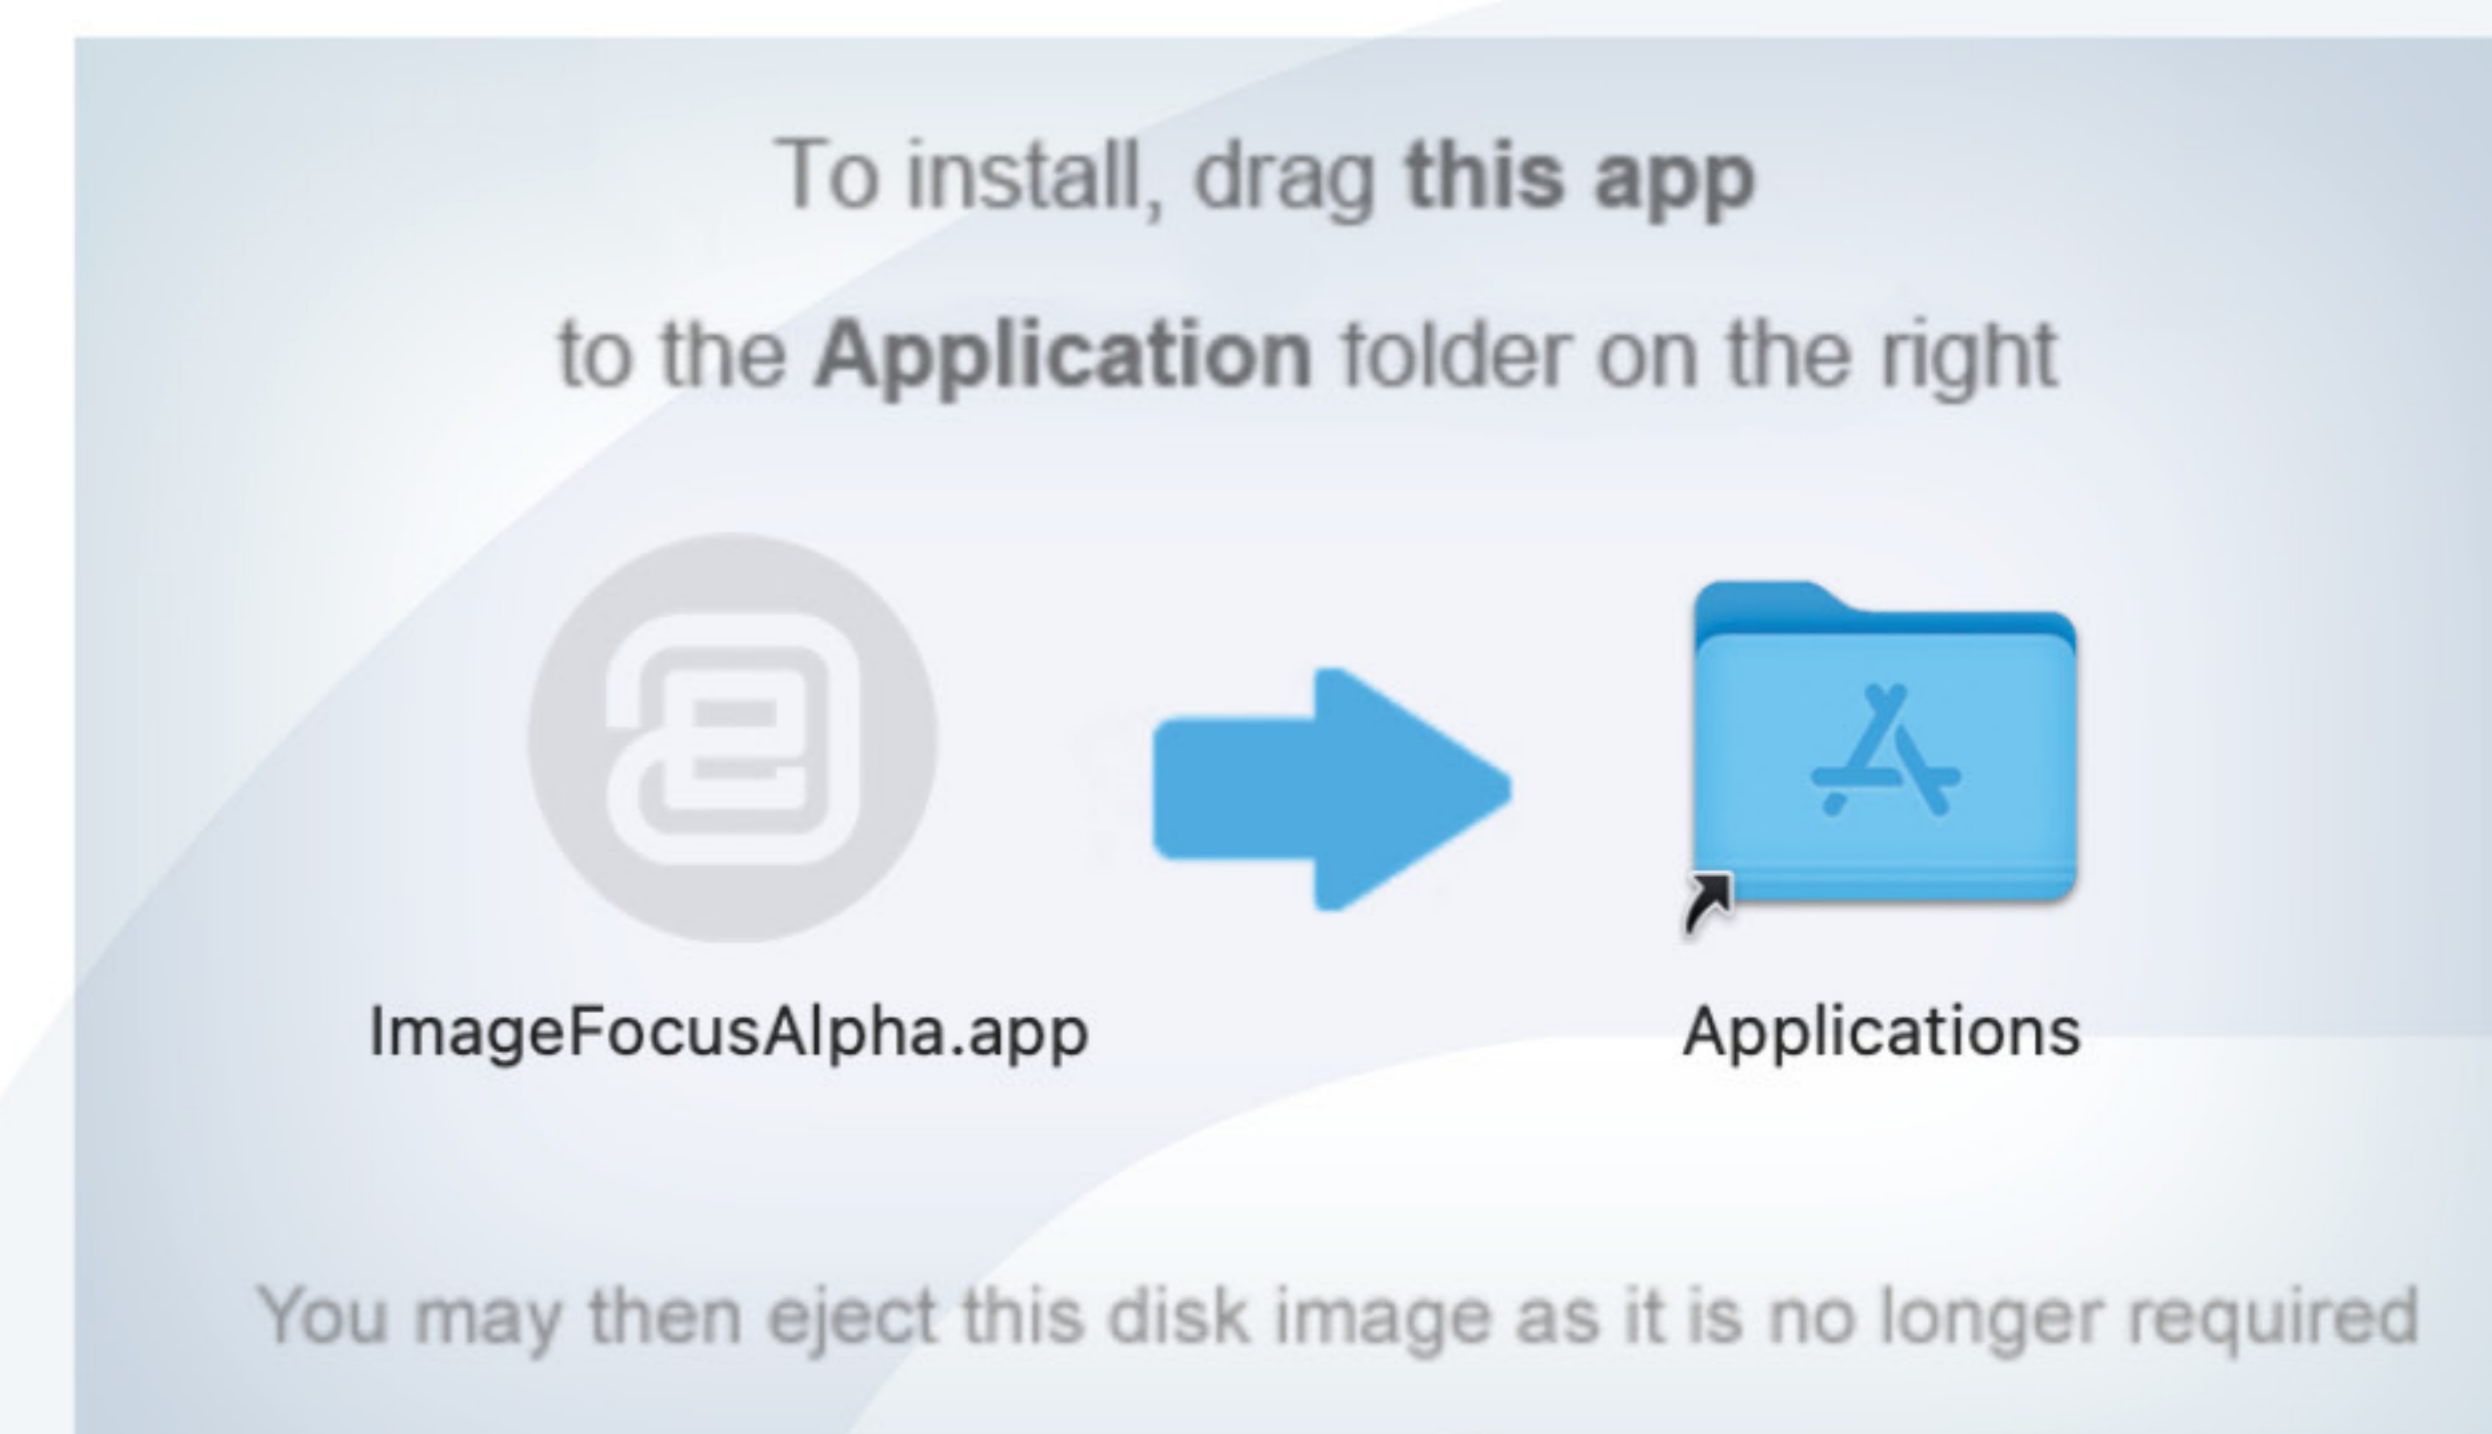 To install, drag this app
to the Application folder on the right
ImageFocusAlpha.app
Applications
You may then eject this disk image as it is no longer required